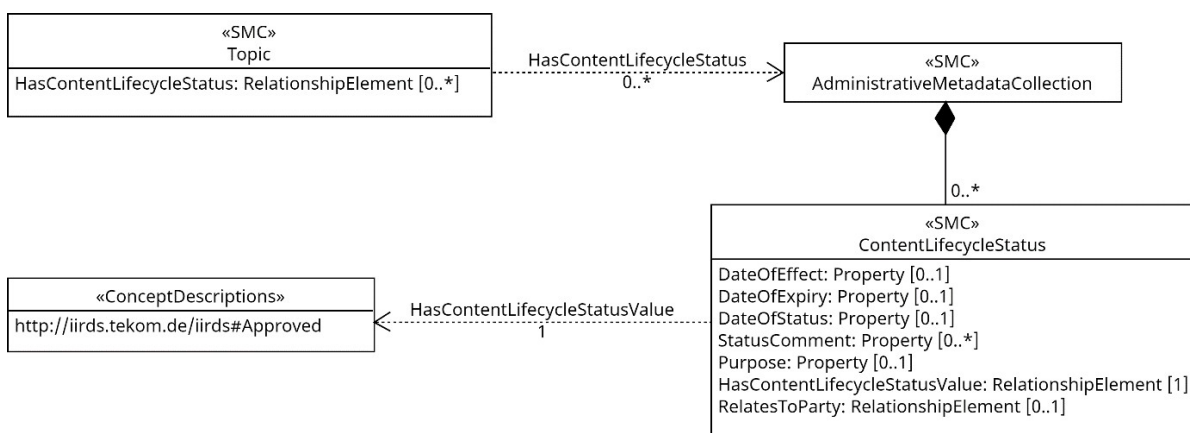 «SMC»
Topic
HasContentLifecycleStatus: RelationshipElement [0..*]
HasContentLifecycleStatus
0..*
«SMC»
AdministrativeMetadataCollection
0..*
«SMC»
ContentLifecycleStatus
DateOfEffect: Property [0..1]
DateOfExpiry: Property [0..1]
DateOfStatus: Property [0..1]
StatusComment: Property [0..*]
Purpose: Property [0..1]
HasContentLifecycleStatusValue: RelationshipElement [1]
RelatesToParty: RelationshipElement [0..1]
HasContentLifecycleStatusValue
1
«ConceptDescriptions»
http://iirds.tekom.de/iirds#Approved